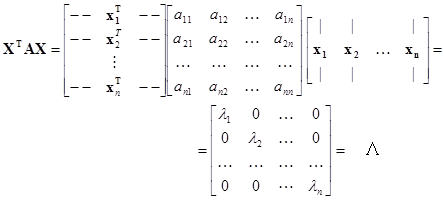 X^T A X = [ -- x_1^T -- ; -- x_2^T -- ; ⋮ ; -- x_n^T -- ] [ a_11 a_12 … a_1n ; a_21 a_22 … a_2n ; … … … … ; a_n1 a_n2 … a_nn ] [ | | | ; x_1 x_2 … x_n ; | | | ] =
= [ λ_1 0 … 0 ; 0 λ_2 … 0 ; … … … … ; 0 0 … λ_n ] = Λ